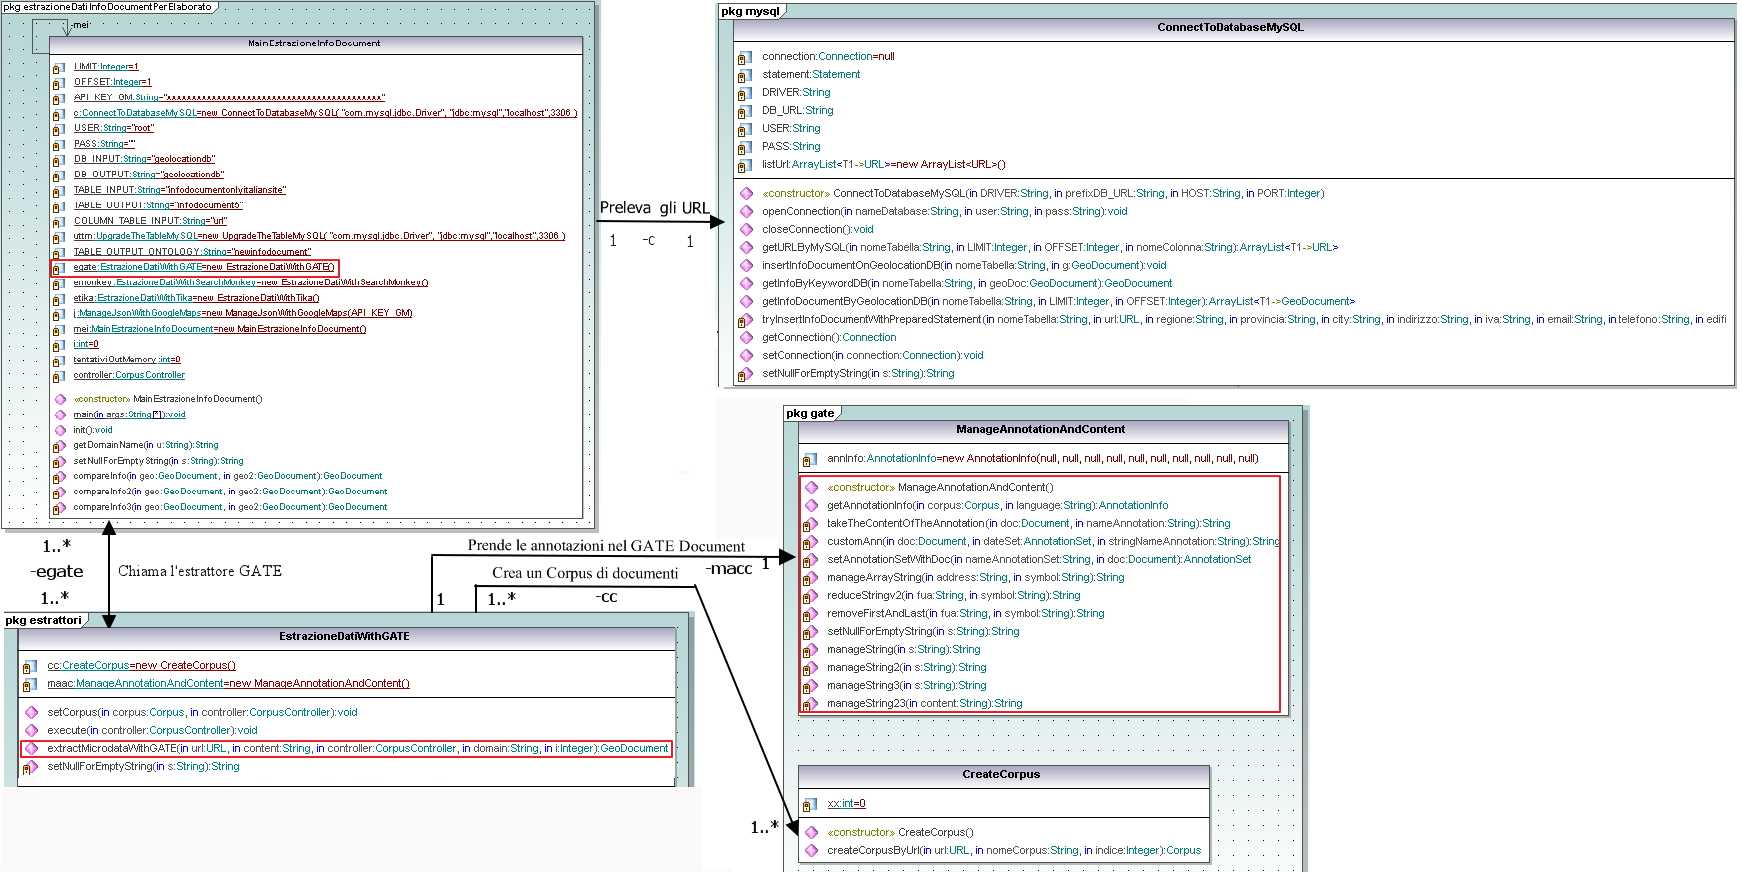 pkg estrazioneDatiInfoDocumentPerElaborato
-mei
MainEstrazioneInfoDocument
LIMIT:Integer=1
OFFSET:Integer=1
c:ConnectToDatabaseMySQL=new ConnectToDatabaseMySQL( "com.mysql.jdbc.Driver", "jdbc:mysql","localhost",3306 )
USER:String="root"
PASS:String=""
DB_INPUT:String="geolocationdb"
DB_OUTPUT:String="geolocationdb"
TABLE_INPUT:String="infodocumentonlyitaliansite"
TABLE_OUTPUT:String="infodocument5"
COLUMN_TABLE_INPUT:String="url"
uttm:UpgradeTheTableMySQL=new UpgradeTheTableMySQL( "com.mysql.jdbc.Driver", "jdbc:mysql","localhost",3306 )
TABLE_OUTPUT_ONTOLOGY:String="newinfodocument"
egate:EstrazioneDatiWithGATE=new EstrazioneDatiWithGATE()
emonkey:EstrazioneDatiWithSearchMonkey=new EstrazioneDatiWithSearchMonkey()
etika:EstrazioneDatiWithTika=new EstrazioneDatiWithTika()
j:ManageJsonWithGoogleMaps=new ManageJsonWithGoogleMaps(API_KEY_GM)
mei:MainEstrazioneInfoDocument=new MainEstrazioneInfoDocument()
i:int=0
tentativiOutMemory:int=0
controller:CorpusController
«constructor» MainEstrazioneInfoDocument()
main(in args:String[*]):void
init():void
getDomainName(in u:String):String
setNullForEmptyString(in s:String):String
compareInfo(in geo:GeoDocument, in geo2:GeoDocument):GeoDocument
compareInfo2(in geo:GeoDocument, in geo2:GeoDocument):GeoDocument
compareInfo3(in geo:GeoDocument, in geo2:GeoDocument):GeoDocument
Preleva gli URL
1 -c 1
pkg mysql
ConnectToDatabaseMySQL
connection:Connection=null
statement:Statement
DRIVER:String
DB_URL:String
USER:String
PASS:String
listUrl:ArrayList<T1->URL>=new ArrayList<URL>()
«constructor» ConnectToDatabaseMySQL(in DRIVER:String, in prefixDB_URL:String, in HOST:String, in PORT:Integer)
openConnection(in nameDatabase:String, in user:String, in pass:String):void
closeConnection():void
getURLByMySQL(in nomeTabella:String, in LIMIT:Integer, in OFFSET:Integer, in nomeColonna:String):ArrayList<T1->URL>
insertInfoDocumentOnGeolocationDB(in nomeTabella:String, in g:GeoDocument):void
getInfoByKeywordDB(in nomeTabella:String, in geoDoc:GeoDocument):GeoDocument
getInfoDocumentByGeolocationDB(in nomeTabella:String, in LIMIT:Integer, in OFFSET:Integer):ArrayList<T1->GeoDocument>
tryInsertInfoDocumentWithPreparedStatement(in nomeTabella:String, in url:URL, in regione:String, in provincia:String, in city:String, in indirizzo:String, in iva:String, in email:String, in telefono:String, in edifi
getConnection():Connection
setConnection(in connection:Connection):void
setNullForEmptyString(in s:String):String
pkg gate
ManageAnnotationAndContent
annInfo:AnnotationInfo=new AnnotationInfo(null, null, null, null, null, null, null, null, null, null)
«constructor» ManageAnnotationAndContent()
getAnnotationInfo(in corpus:Corpus, in language:String):AnnotationInfo
takeTheContentOfTheAnnotation(in doc:Document, in nameAnnotation:String):String
customAnn(in doc:Document, in dateSet:AnnotationSet, in stringNameAnnotation:String):String
setAnnotationSetWithDoc(in nameAnnotationSet:String, in doc:Document):AnnotationSet
manageArrayString(in address:String, in symbol:String):String
reduceStringv2(in fua:String, in symbol:String):String
removeFirstAndLast(in fua:String, in symbol:String):String
setNullForEmptyString(in s:String):String
manageString(in s:String):String
manageString2(in s:String):String
manageString3(in s:String):String
manageString23(in content:String):String
1..*
-egate
1..*
Chiama l'estrattore GATE
Prende le annotazioni nel GATE Document
-macc 1
Crea un Corpus di documenti
1
1..* -cc
pkg estrattori
EstrazioneDatiWithGATE
cc:CreateCorpus=new CreateCorpus()
maac:ManageAnnotationAndContent=new ManageAnnotationAndContent()
setCorpus(in corpus:Corpus, in controller:CorpusController):void
execute(in controller:CorpusController):void
extractMicrodataWithGATE(in url:URL, in content:String, in controller:CorpusController, in domain:String, in i:Integer):GeoDocument
setNullForEmptyString(in s:String):String
1..*
CreateCorpus
xx:int=0
«constructor» CreateCorpus()
createCorpusByUrl(in url:URL, in nomeCorpus:String, in indice:Integer):Corpus